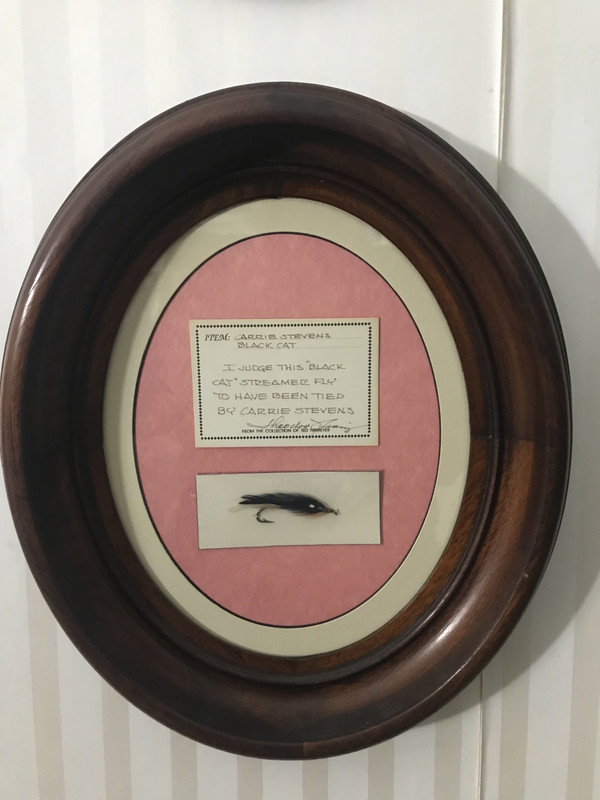 ITEM: CARRIE STEVENS
BLACK CAT
I JUDGE THIS "BLACK
CAT" STREAMER FLY
TO HAVE BEEN TIED
BY CARRIE STEVENS
FROM THE COLLECTION OF TED NIEMEYER